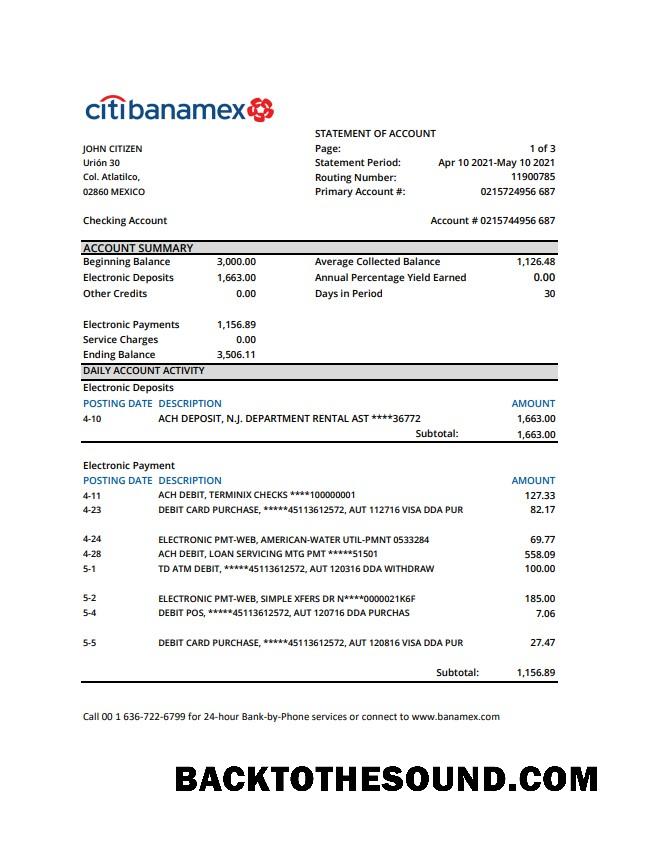 citibanamex
STATEMENT OF ACCOUNT
JOHN CITIZEN Page: 1 of 3
Urión 30 Statement Period: Apr 10 2021-May 10 2021
Col. Atlatilco, Routing Number: 11900785
02860 MEXICO Primary Account #: 0215724956 687
Checking Account Account # 0215744956 687
ACCOUNT SUMMARY
Beginning Balance 3,000.00 Average Collected Balance 1,126.48
Electronic Deposits 1,663.00 Annual Percentage Yield Earned 0.00
Other Credits 0.00 Days in Period 30
Electronic Payments 1,156.89
Service Charges 0.00
Ending Balance 3,506.11
DAILY ACCOUNT ACTIVITY
Electronic Deposits
POSTING DATE DESCRIPTION AMOUNT
4-10 ACH DEPOSIT, N.J. DEPARTMENT RENTAL AST ****36772 1,663.00
Subtotal: 1,663.00
Electronic Payment
POSTING DATE DESCRIPTION AMOUNT
4-11 ACH DEBIT, TERMINIX CHECKS ****100000001 127.33
4-23 DEBIT CARD PURCHASE, *****45113612572, AUT 112716 VISA DDA PUR 82.17
4-24 ELECTRONIC PMT-WEB, AMERICAN-WATER UTIL-PMNT 0533284 69.77
4-28 ACH DEBIT, LOAN SERVICING MTG PMT *****51501 558.09
5-1 TD ATM DEBIT, *****45113612572, AUT 120316 DDA WITHDRAW 100.00
5-2 ELECTRONIC PMT-WEB, SIMPLE XFERS DR N****0000021K6F 185.00
5-4 DEBIT POS, *****45113612572, AUT 120716 DDA PURCHAS 7.06
5-5 DEBIT CARD PURCHASE, *****45113612572, AUT 120816 VISA DDA PUR 27.47
Subtotal: 1,156.89
Call 00 1 636-722-6799 for 24-hour Bank-by-Phone services or connect to www.banamex.com
BACKTOTHESOUND.COM